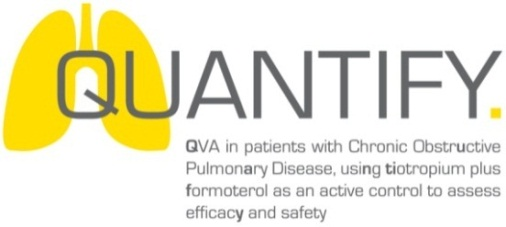 QUANTIFY.
QVA in patients with Chronic Obstructive
Pulmonary Disease, using tiotropium plus
formoterol as an active control to assess
efficacy and safety